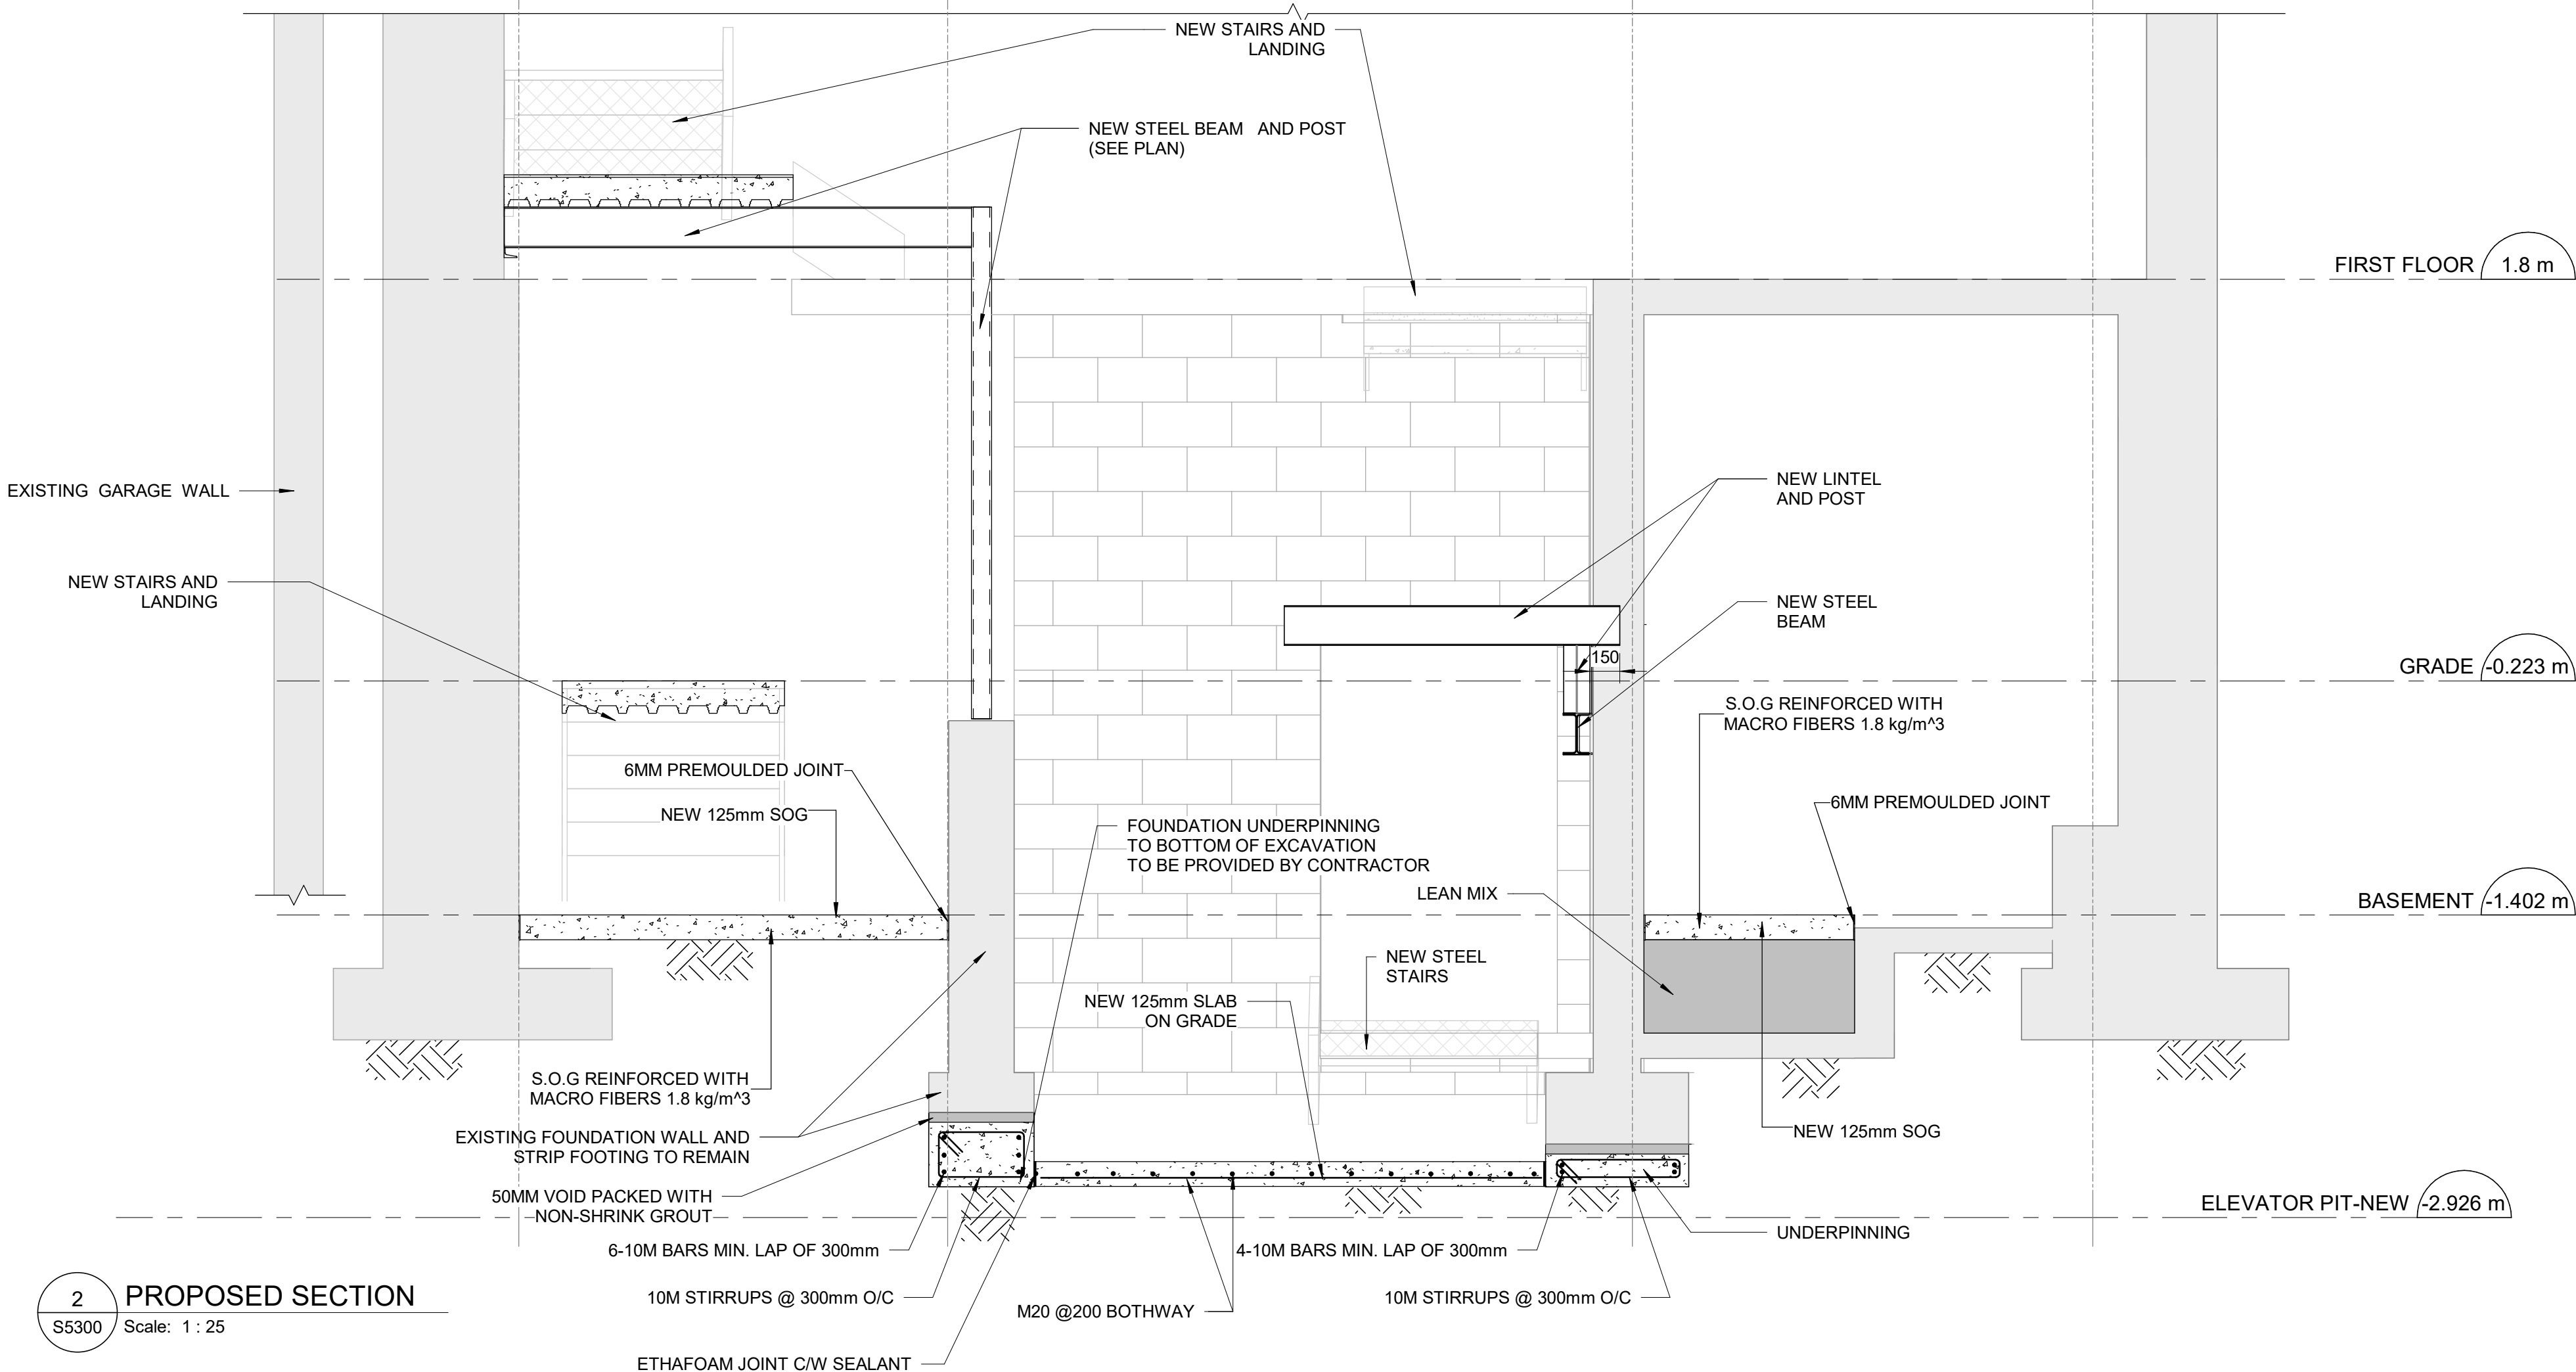 NEW STAIRS AND
LANDING
NEW STEEL BEAM AND POST
(SEE PLAN)
FIRST FLOOR 1.8 m
EXISTING GARAGE WALL
NEW LINTEL
AND POST
NEW STAIRS AND
LANDING
NEW STEEL
BEAM
150
GRADE -0.223 m
S.O.G REINFORCED WITH
MACRO FIBERS 1.8 kg/m^3
6MM PREMOULDED JOINT
NEW 125mm SOG
6MM PREMOULDED JOINT
FOUNDATION UNDERPINNING
TO BOTTOM OF EXCAVATION
TO BE PROVIDED BY CONTRACTOR
LEAN MIX
BASEMENT -1.402 m
NEW STEEL
STAIRS
NEW 125mm SLAB
ON GRADE
S.O.G REINFORCED WITH
MACRO FIBERS 1.8 kg/m^3
EXISTING FOUNDATION WALL AND
STRIP FOOTING TO REMAIN
NEW 125mm SOG
50MM VOID PACKED WITH
NON-SHRINK GROUT
ELEVATOR PIT-NEW -2.926 m
UNDERPINNING
6-10M BARS MIN. LAP OF 300mm
4-10M BARS MIN. LAP OF 300mm
10M STIRRUPS @ 300mm O/C
M20 @200 BOTHWAY
10M STIRRUPS @ 300mm O/C
ETHAFOAM JOINT C/W SEALANT
2
S5300
PROPOSED SECTION
Scale: 1 : 25